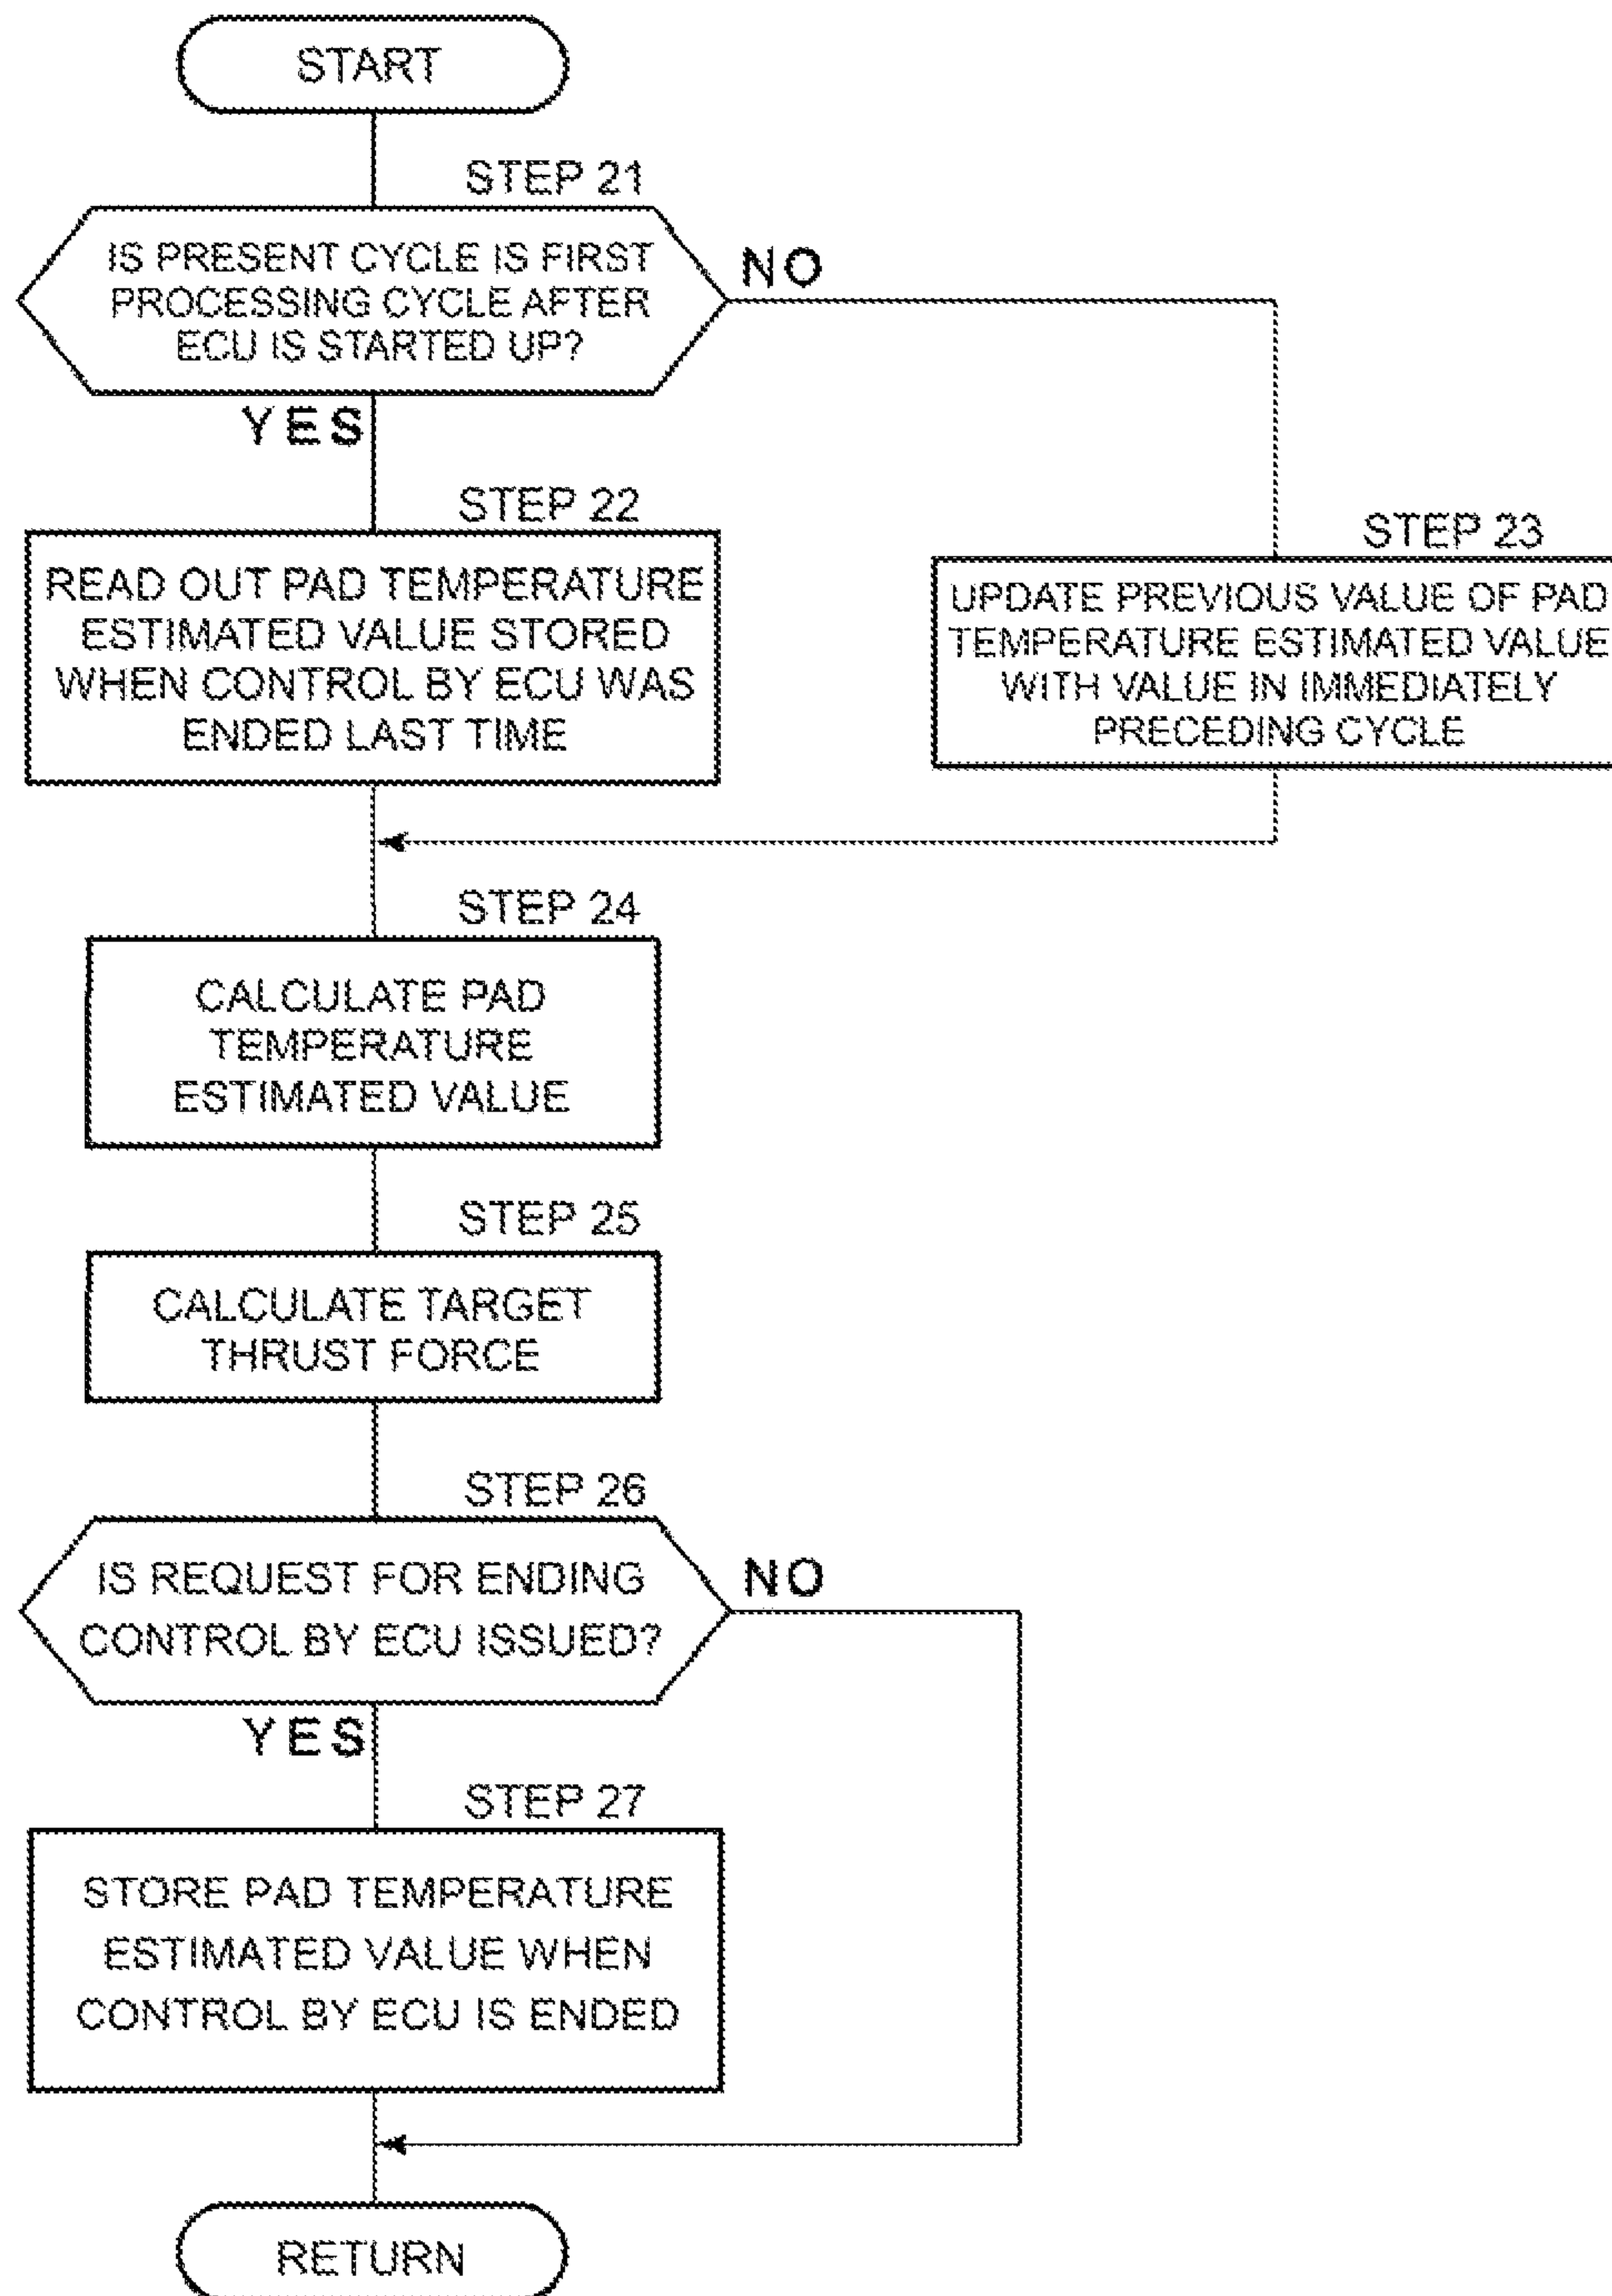 START
STEP 21
IS PRESENT CYCLE IS FIRST
PROCESSING CYCLE AFTER
ECU IS STARTED UP?
NO
YES
STEP 22
READ OUT PAD TEMPERATURE
ESTIMATED VALUE STORED
WHEN CONTROL BY ECU WAS
ENDED LAST TIME
STEP 23
UPDATE PREVIOUS VALUE OF PAD
TEMPERATURE ESTIMATED VALUE
WITH VALUE IN IMMEDIATELY
PRECEDING CYCLE
STEP 24
CALCULATE PAD
TEMPERATURE
ESTIMATED VALUE
STEP 25
CALCULATE TARGET
THRUST FORCE
STEP 26
IS REQUEST FOR ENDING
CONTROL BY ECU ISSUED?
NO
YES
STEP 27
STORE PAD TEMPERATURE
ESTIMATED VALUE WHEN
CONTROL BY ECU IS ENDED
RETURN